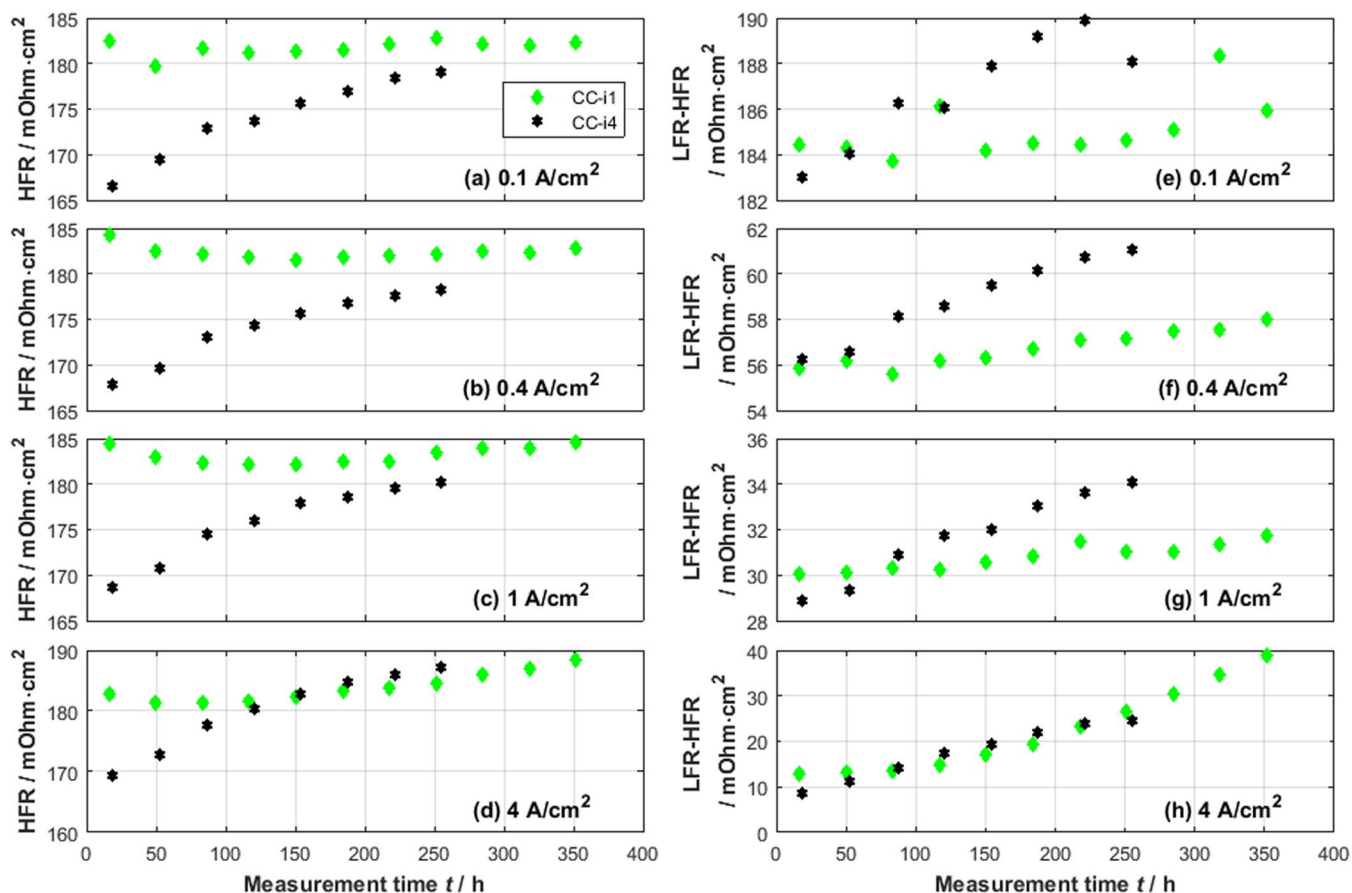 HFR / mOhm·cm²
185
180
175
170
165
CC-i1
CC-i4
(a) 0.1 A/cm²
LFR-HFR
/ mOhm·cm²
190
188
186
184
182
(e) 0.1 A/cm²
HFR / mOhm·cm²
185
180
175
170
165
(b) 0.4 A/cm²
LFR-HFR
/ mOhm·cm²
62
60
58
56
54
(f) 0.4 A/cm²
HFR / mOhm·cm²
185
180
175
170
165
(c) 1 A/cm²
LFR-HFR
/ mOhm·cm²
36
34
32
30
28
(g) 1 A/cm²
HFR / mOhm·cm²
190
180
170
160
(d) 4 A/cm²
0 50 100 150 200 250 300 350 400
Measurement time t / h
LFR-HFR
/ mOhm·cm²
40
30
20
10
0
(h) 4 A/cm²
0 50 100 150 200 250 300 350 400
Measurement time t / h